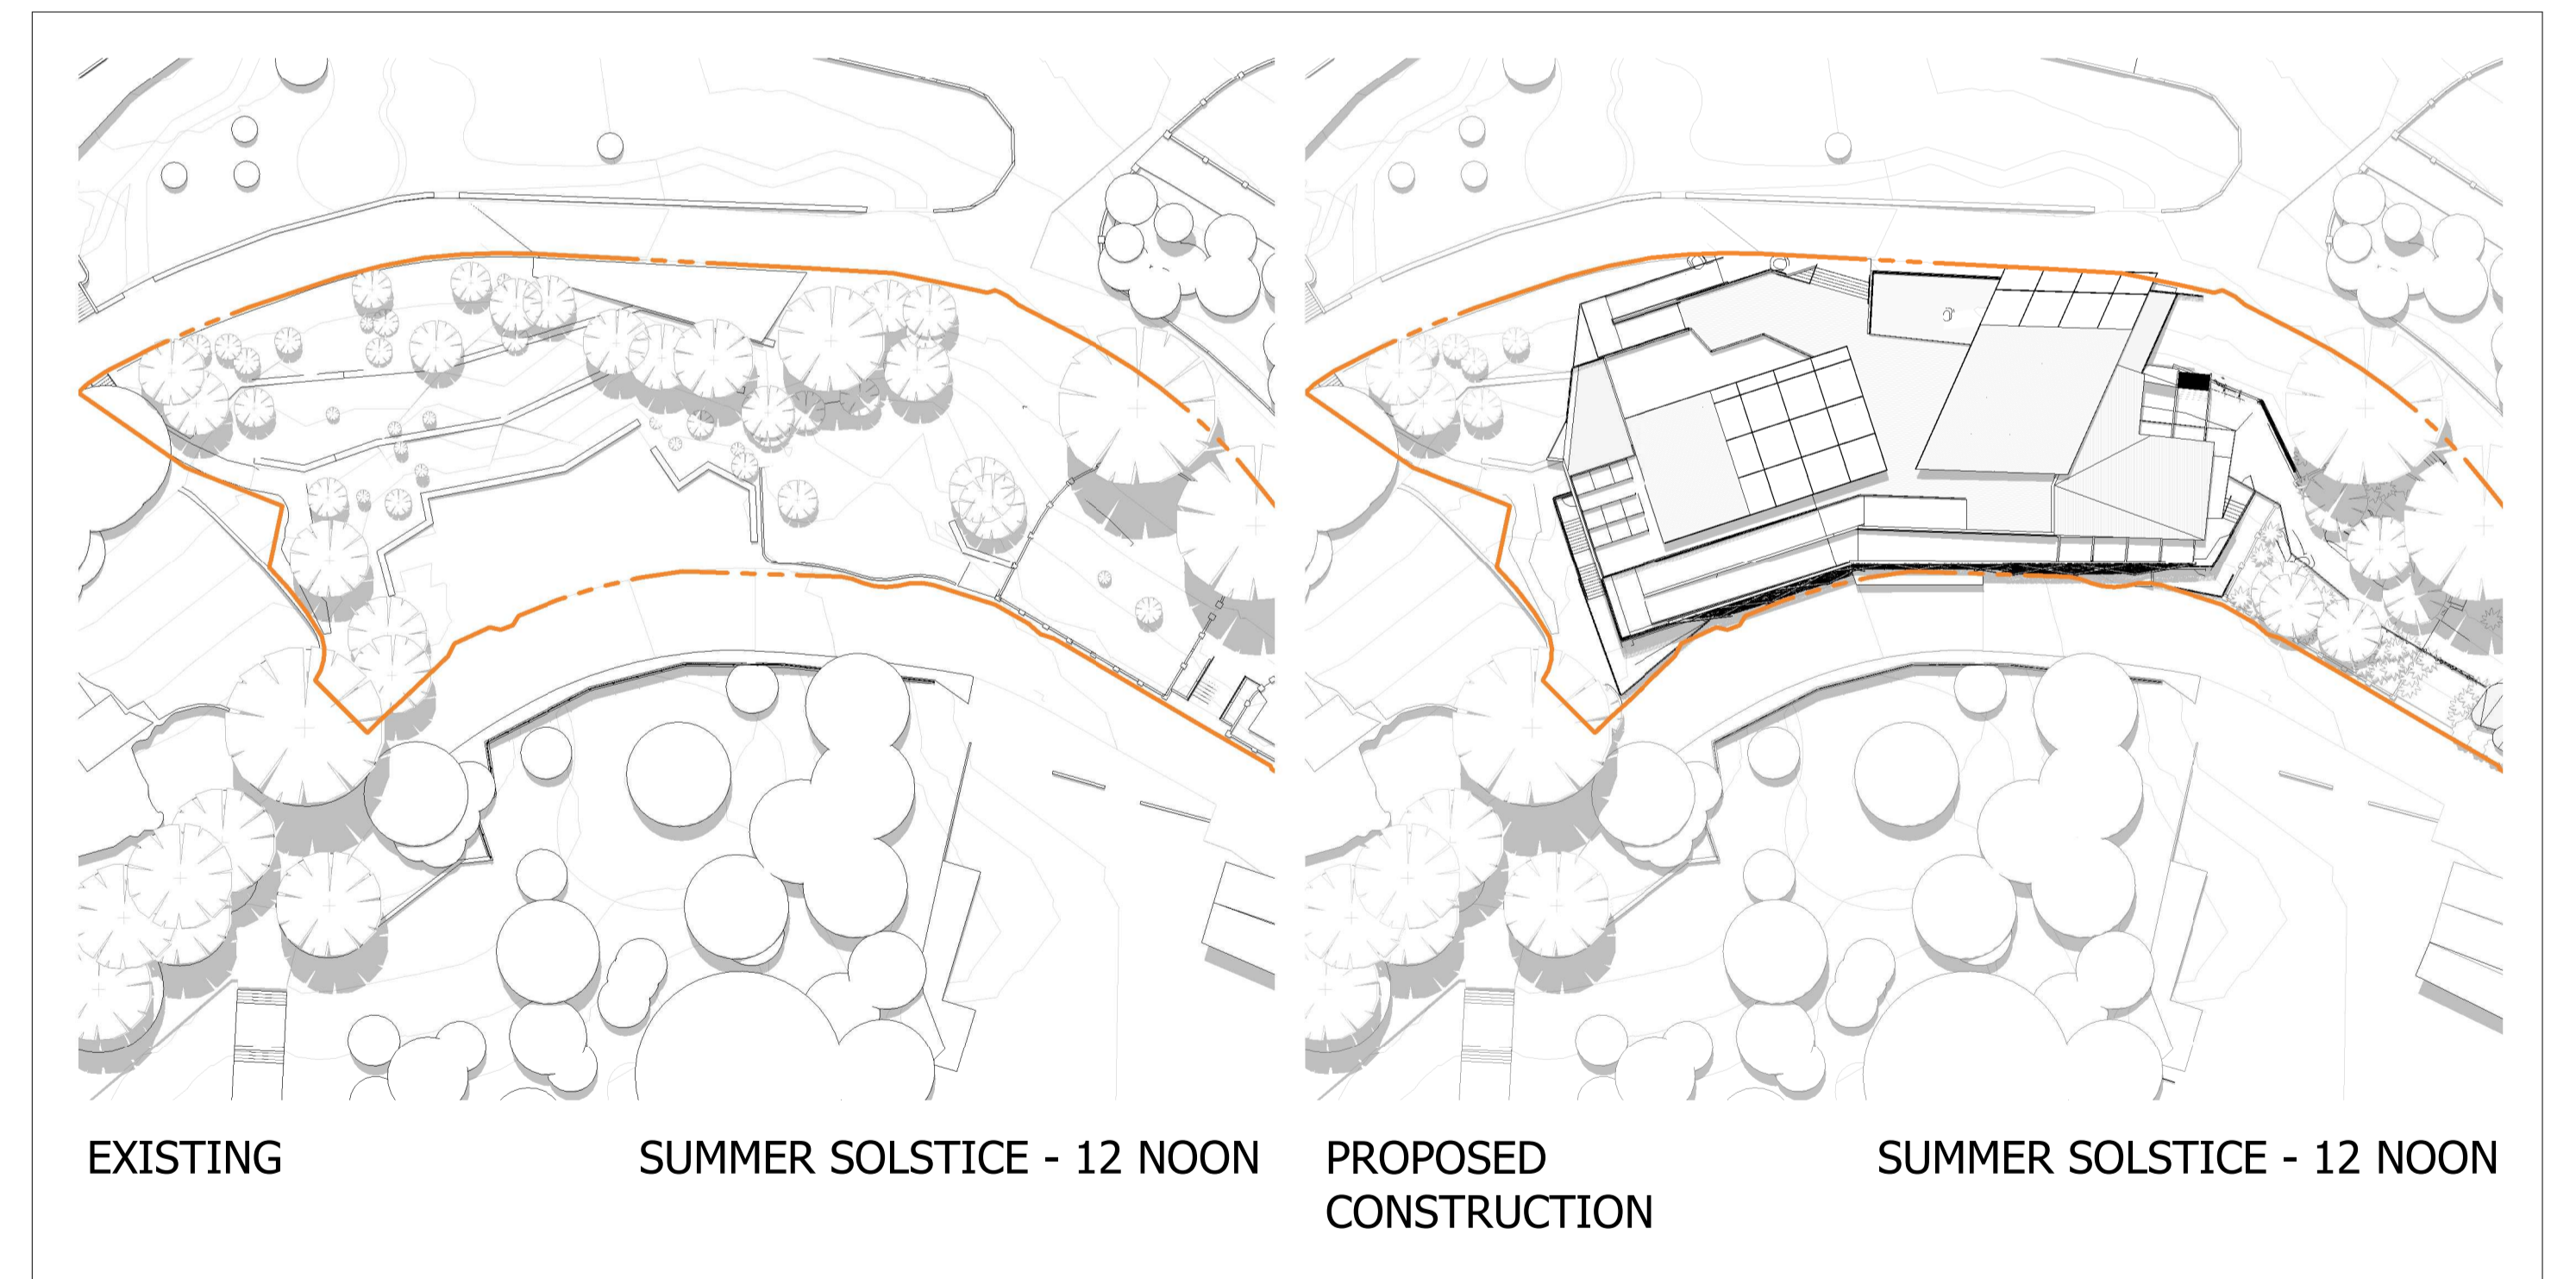 EXISTING
SUMMER SOLSTICE - 12 NOON
PROPOSED
CONSTRUCTION
SUMMER SOLSTICE - 12 NOON